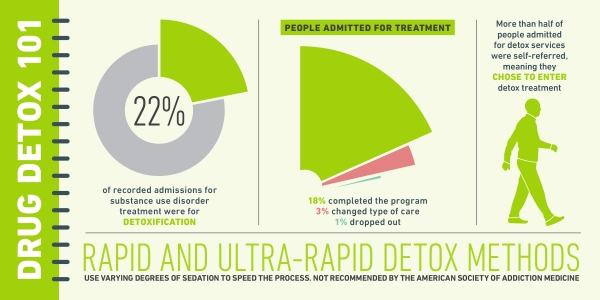 DRUG DETOX 101
22%
of recorded admissions for
substance use disorder
treatment were for
DETOXIFICATION
PEOPLE ADMITTED FOR TREATMENT
18% completed the program
3% changed type of care
1% dropped out
More than half of
people admitted
for detox services
were self-referred,
meaning they
CHOSE TO ENTER
detox treatment
RAPID AND ULTRA-RAPID DETOX METHODS
USE VARYING DEGREES OF SEDATION TO SPEED THE PROCESS. NOT RECOMMENDED BY THE AMERICAN SOCIETY OF ADDICTION MEDICINE